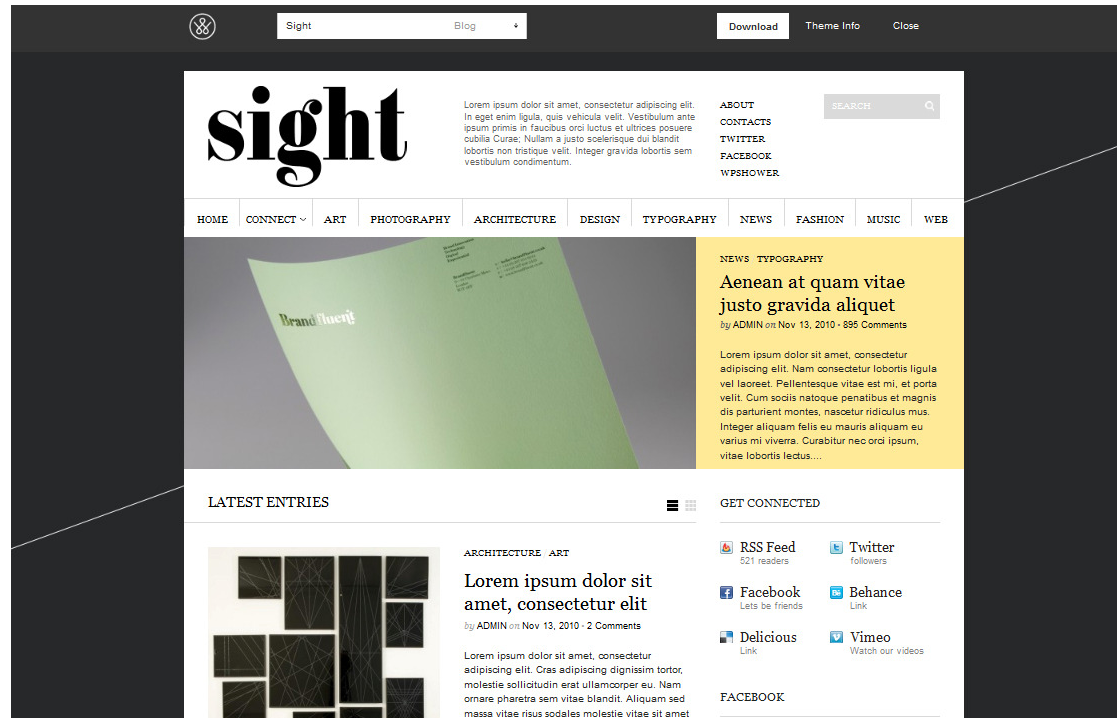 Sight Blog
Download Theme Info Close
sight
Lorem ipsum dolor sit amet, consectetur adipiscing elit.
In eget enim ligula, quis vehicula velit. Vestibulum ante
ipsum primis in faucibus orci luctus et ultrices posuere
cubilia Curae; Nullam a justo scelerisque dui blandit
lobortis non tristique velit. Integer gravida lobortis sem
vestibulum condimentum.
ABOUT
CONTACTS
TWITTER
FACEBOOK
WPSHOWER
SEARCH
HOME CONNECT ART PHOTOGRAPHY ARCHITECTURE DESIGN TYPOGRAPHY NEWS FASHION MUSIC WEB
Brandfluent
NEWS TYPOGRAPHY
Aenean at quam vitae
justo gravida aliquet
by ADMIN on Nov 13, 2010 · 895 Comments
Lorem ipsum dolor sit amet, consectetur
adipiscing elit. Nam consectetur lobortis ligula
vel laoreet. Pellentesque vitae est mi, et porta
velit. Cum sociis natoque penatibus et magnis
dis parturient montes, nascetur ridiculus mus.
Integer aliquam felis eu mauris aliquam eu
varius mi viverra. Curabitur nec orci ipsum,
vitae lobortis lectus....
LATEST ENTRIES
ARCHITECTURE ART
Lorem ipsum dolor sit
amet, consectetur elit
by ADMIN on Nov 13, 2010 · 2 Comments
Lorem ipsum dolor sit amet, consectetur
adipiscing elit. Cras adipiscing dignissim tortor,
molestie sollicitudin erat ullamcorper eu. Nam
ornare pharetra sem vitae blandit. Aliquam sed
massa vitae risus sodales molestie vitae sit amet
GET CONNECTED
RSS Feed
521 readers
Twitter
followers
Facebook
Lets be friends
Behance
Link
Delicious
Link
Vimeo
Watch our videos
FACEBOOK